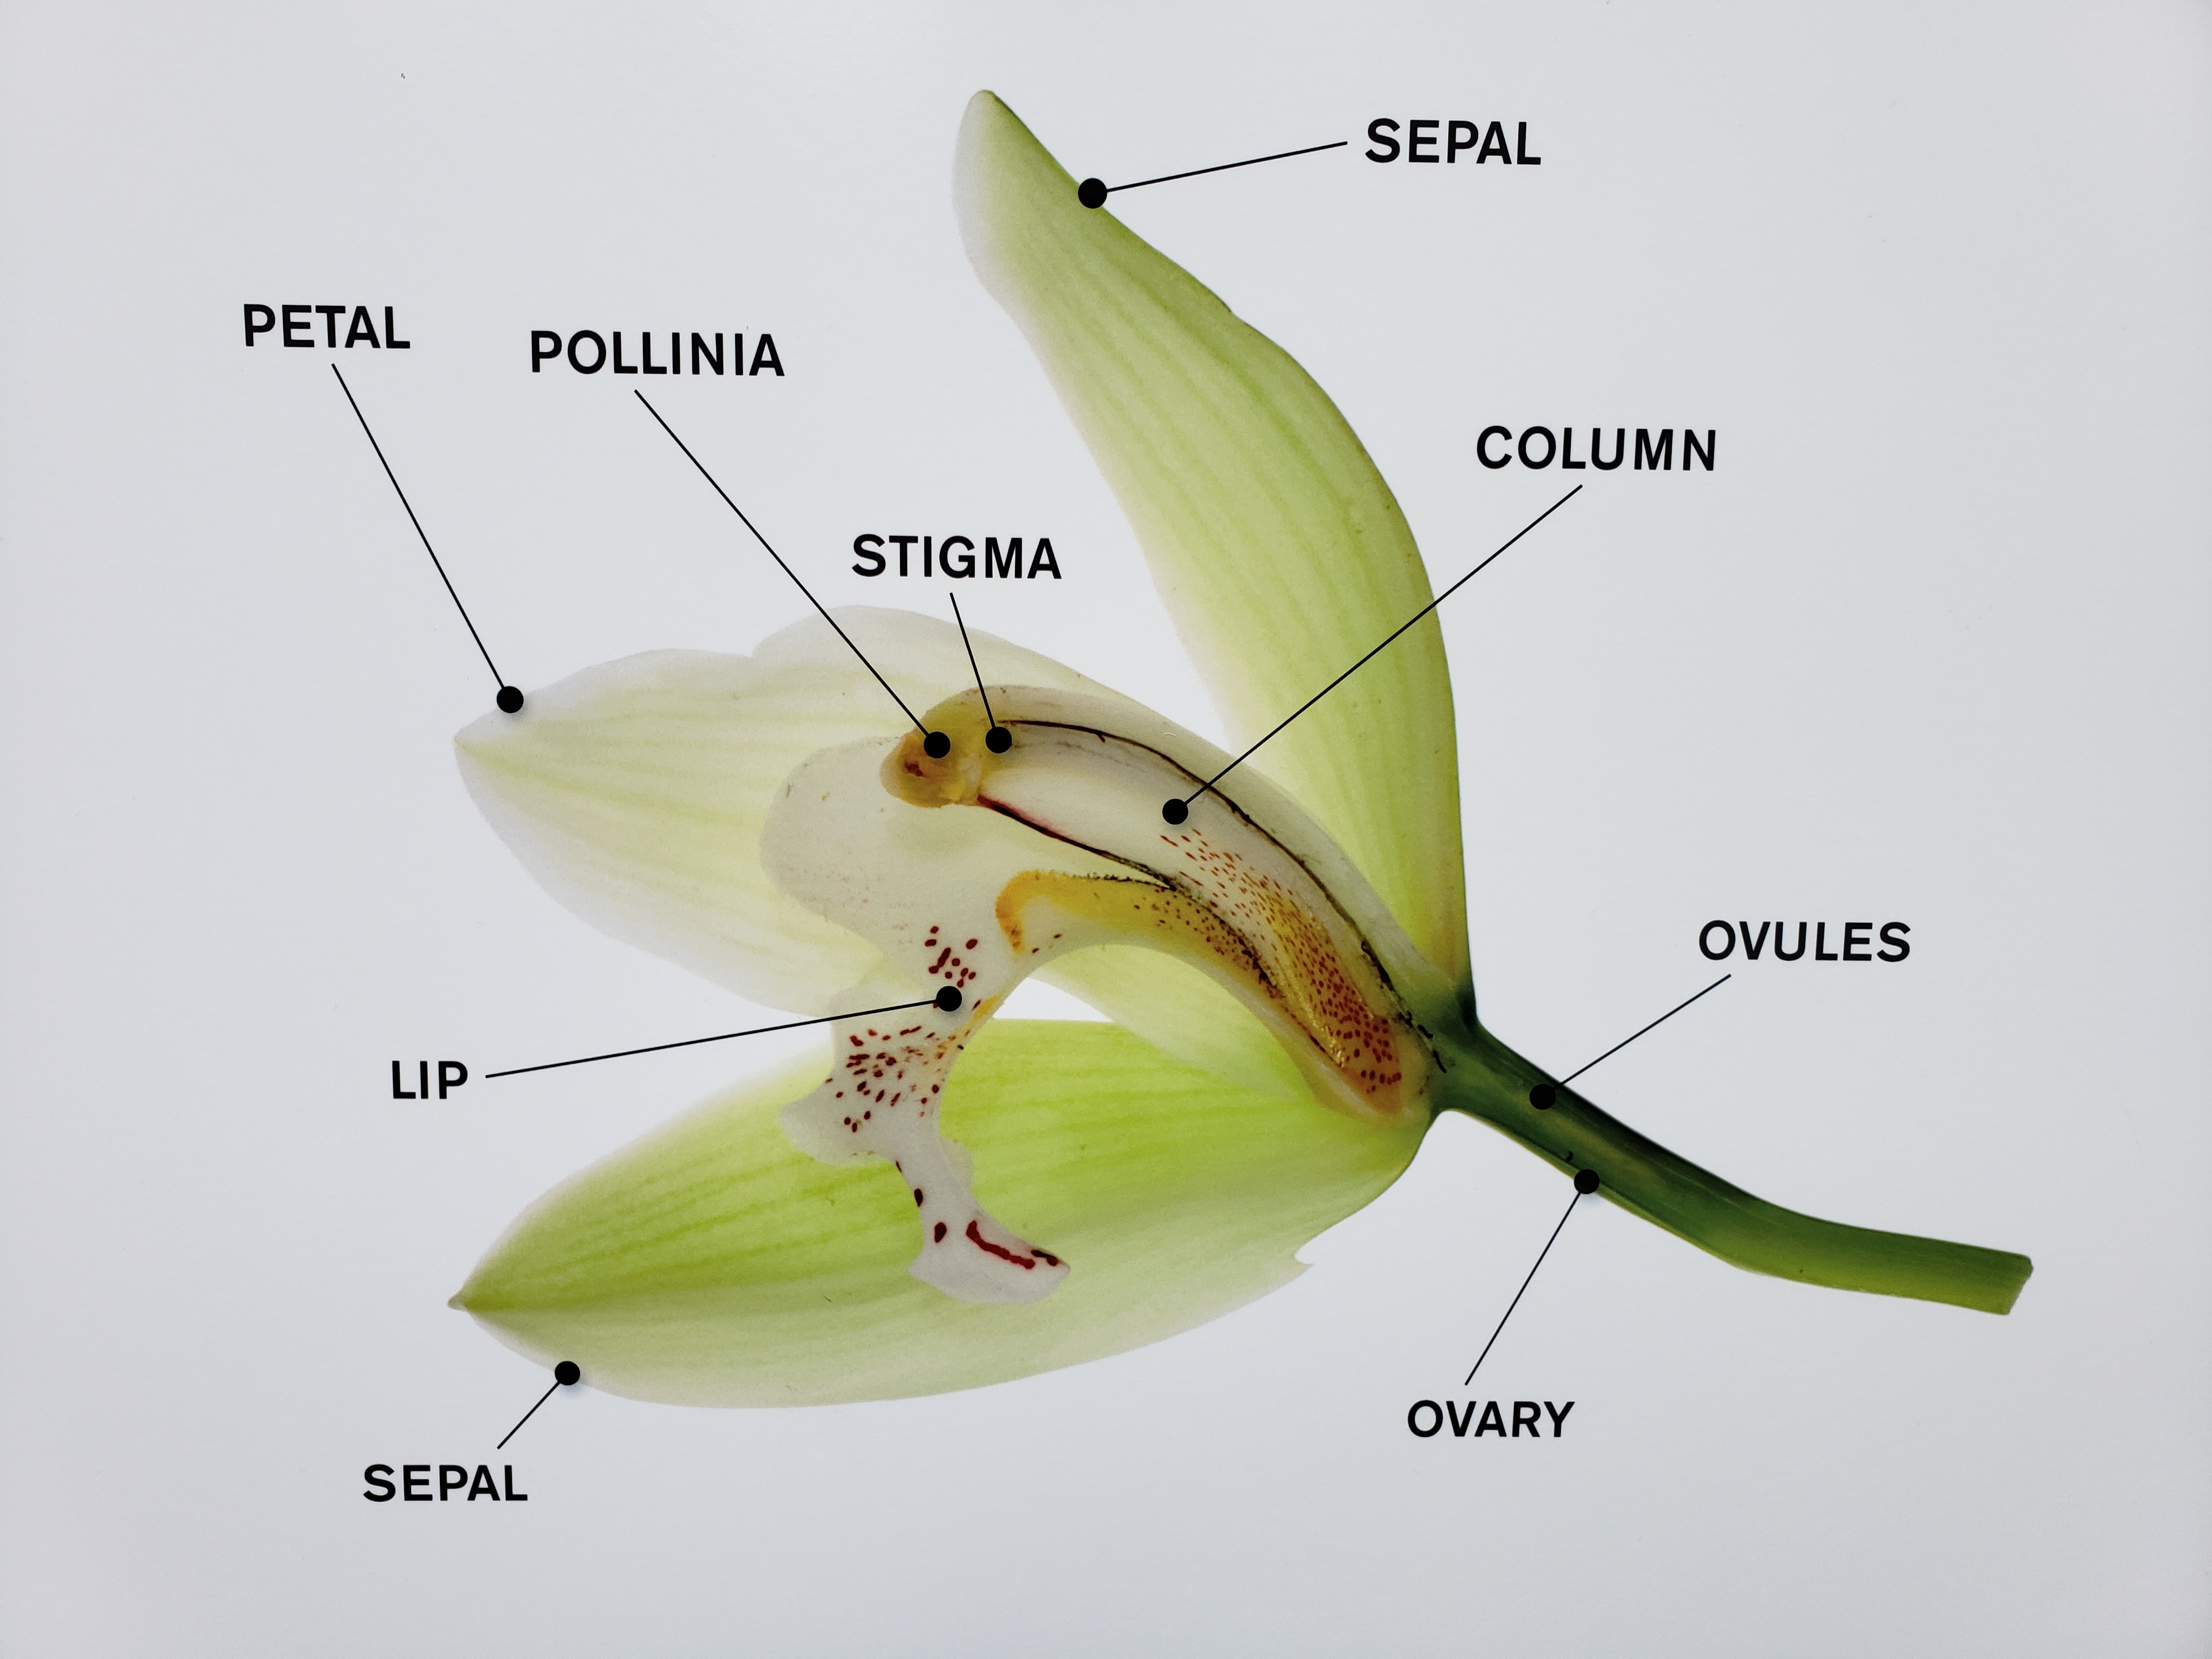 SEPAL
PETAL
POLLINIA
COLUMN
STIGMA
OVULES
LIP
OVARY
SEPAL